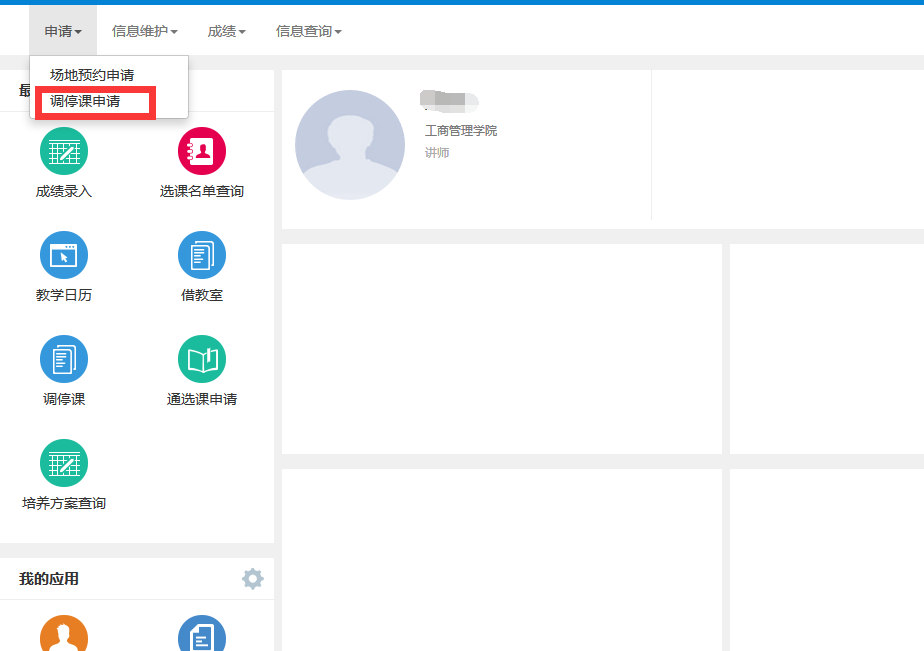 申请 信息维护 成绩 信息查询
场地预约申请
调停课申请
最
工商管理学院
讲师
成绩录入 选课名单查询
教学日历 借教室
调停课 通选课申请
培养方案查询
我的应用